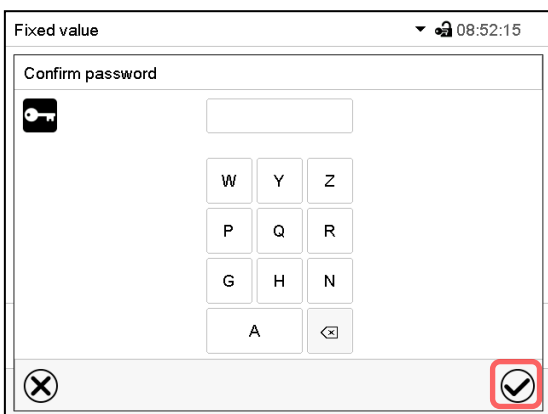 Fixed value 08:52:15
Confirm password
W Y Z
P Q R
G H N
A